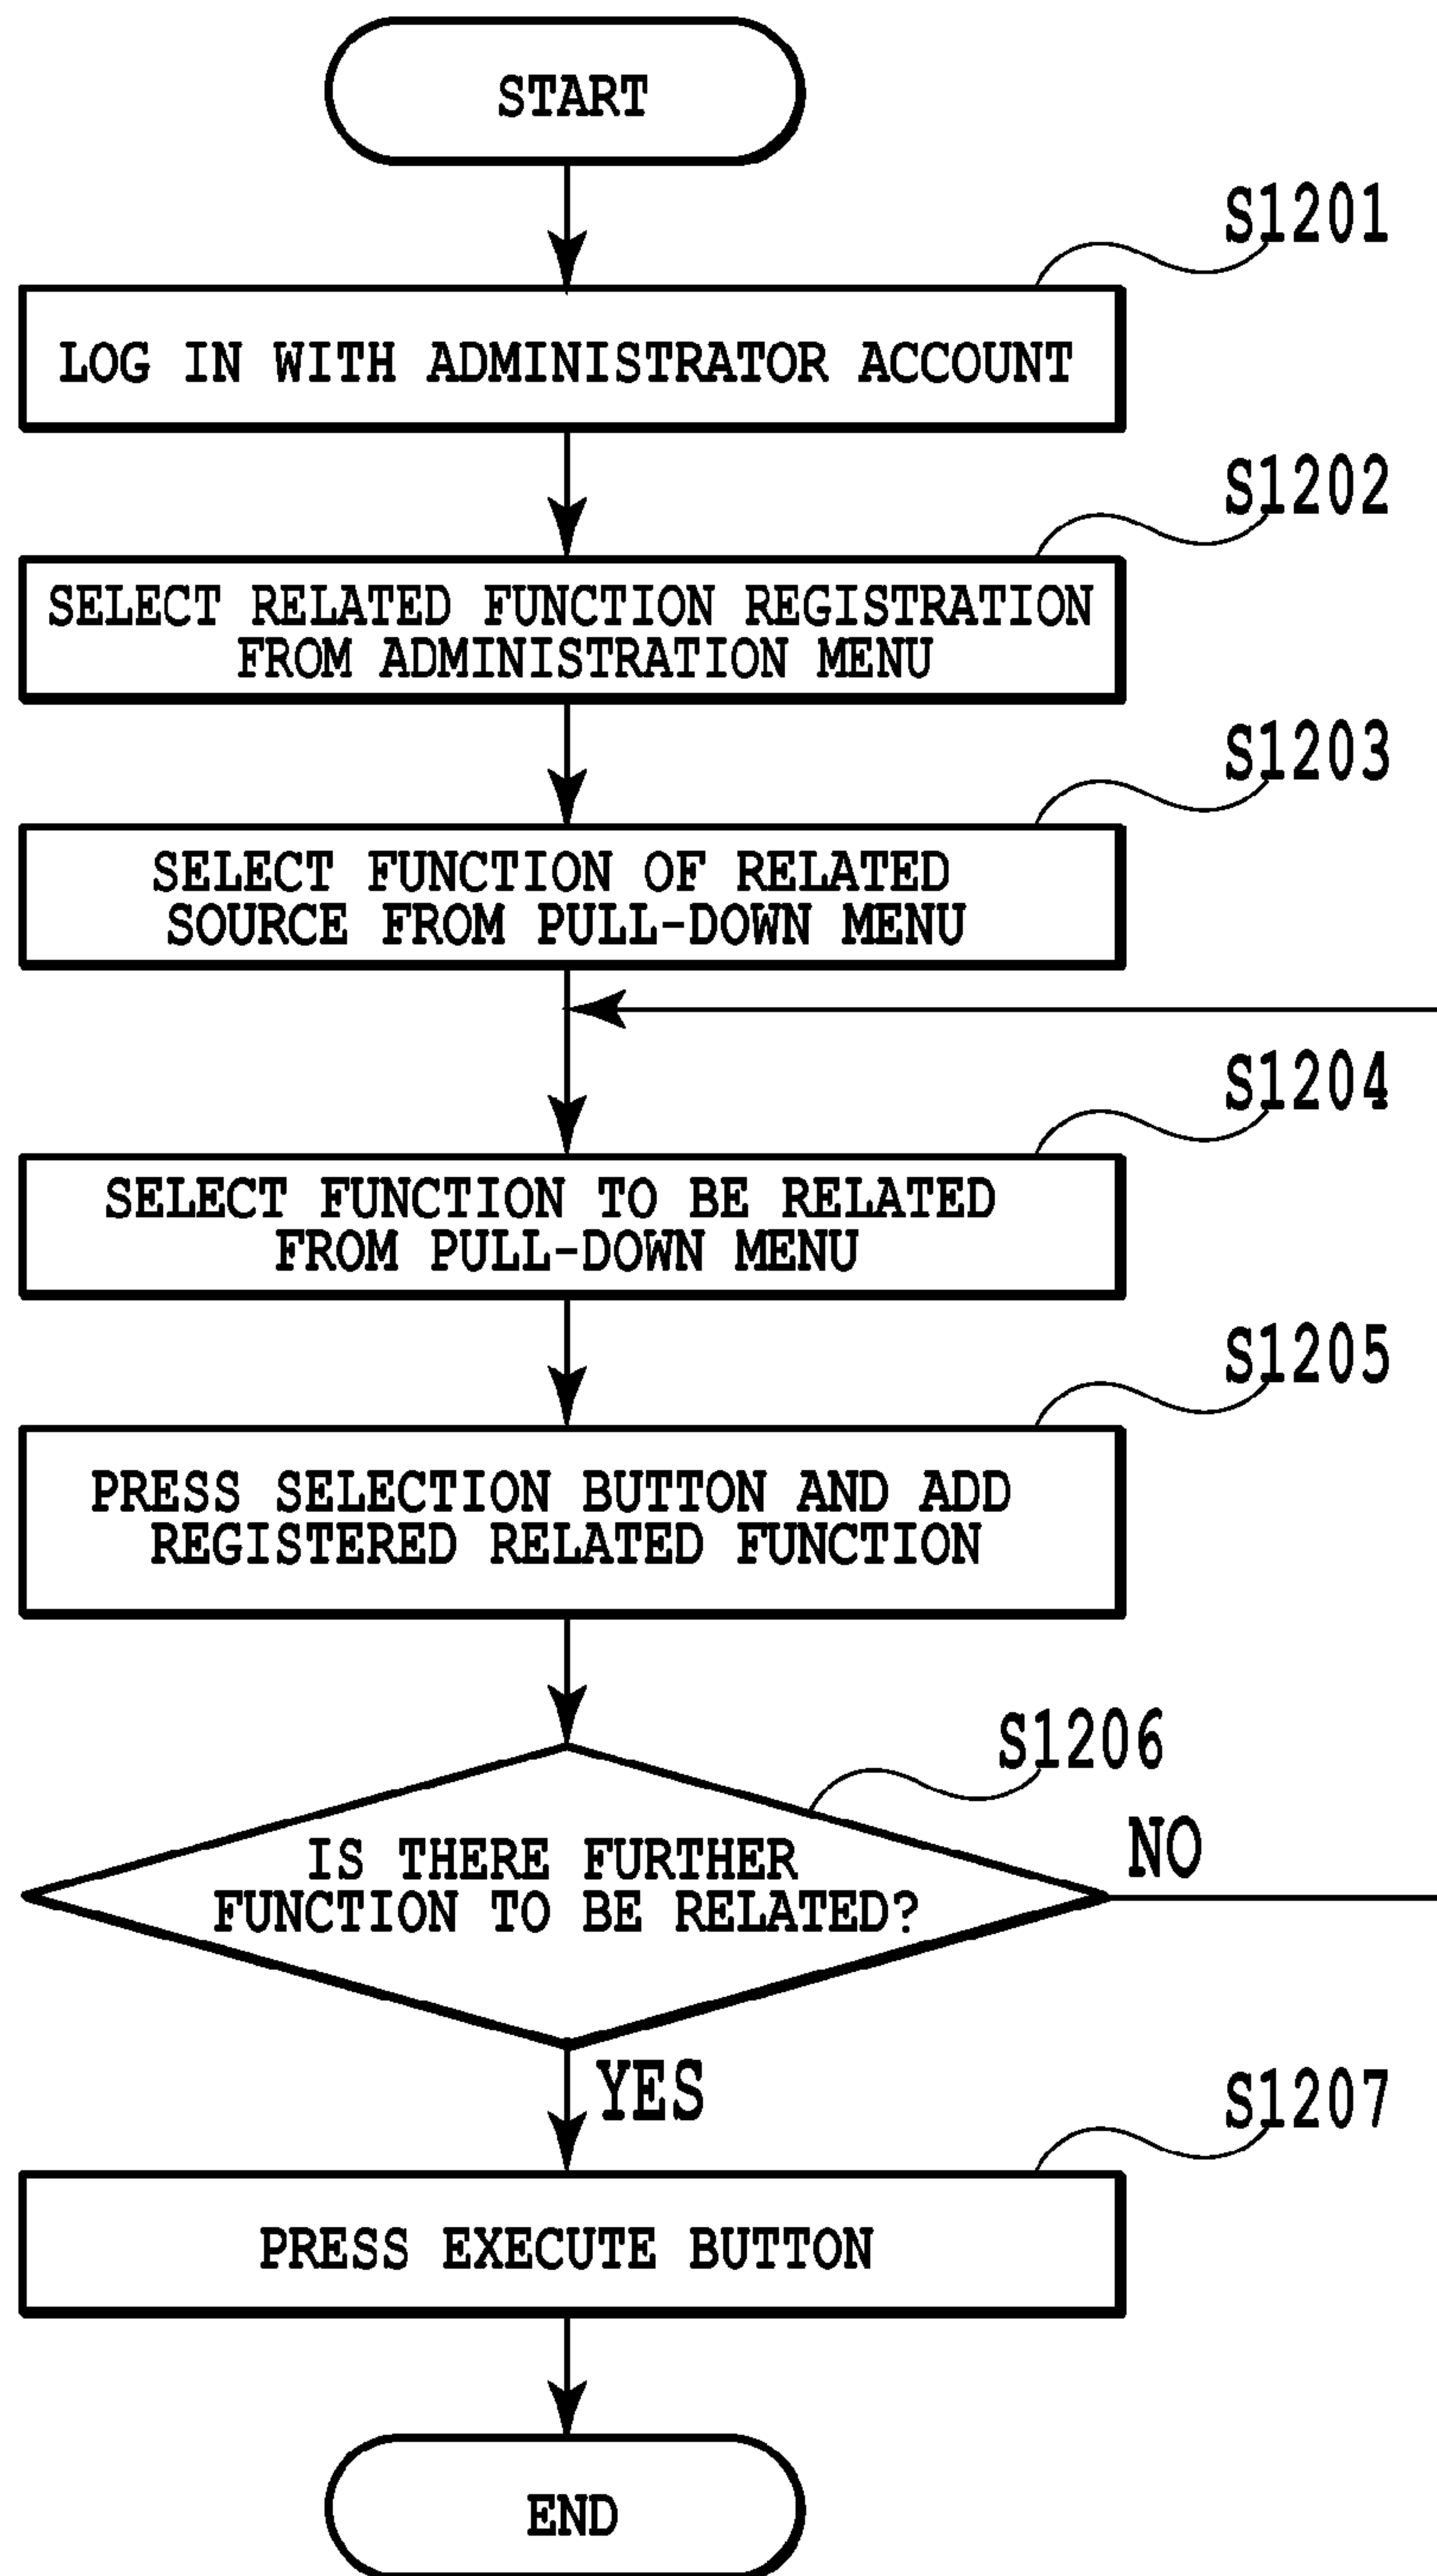 START
S1201
LOG IN WITH ADMINISTRATOR ACCOUNT
S1202
SELECT RELATED FUNCTION REGISTRATION
FROM ADMINISTRATION MENU
S1203
SELECT FUNCTION OF RELATED
SOURCE FROM PULL-DOWN MENU
S1204
SELECT FUNCTION TO BE RELATED
FROM PULL-DOWN MENU
S1205
PRESS SELECTION BUTTON AND ADD
REGISTERED RELATED FUNCTION
S1206
IS THERE FURTHER
FUNCTION TO BE RELATED?
NO
YES
S1207
PRESS EXECUTE BUTTON
END